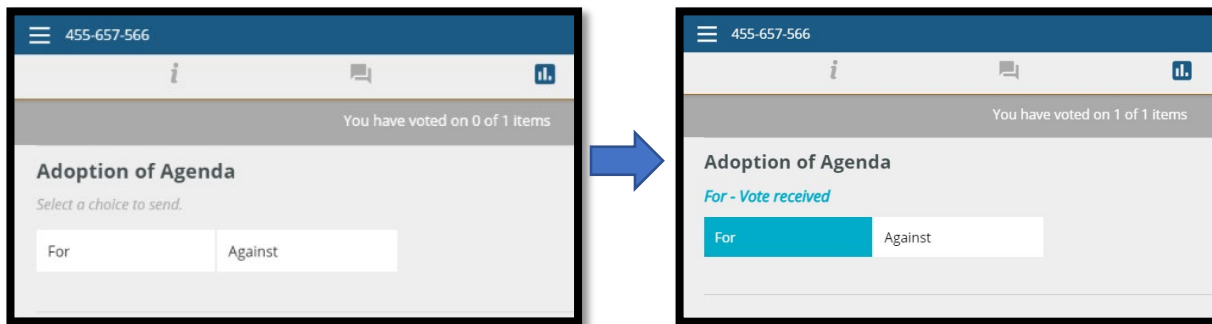 455-657-566
i
You have voted on 0 of 1 items
Adoption of Agenda
Select a choice to send.
For
Against
455-657-566
i
You have voted on 1 of 1 items
Adoption of Agenda
For - Vote received
For
Against